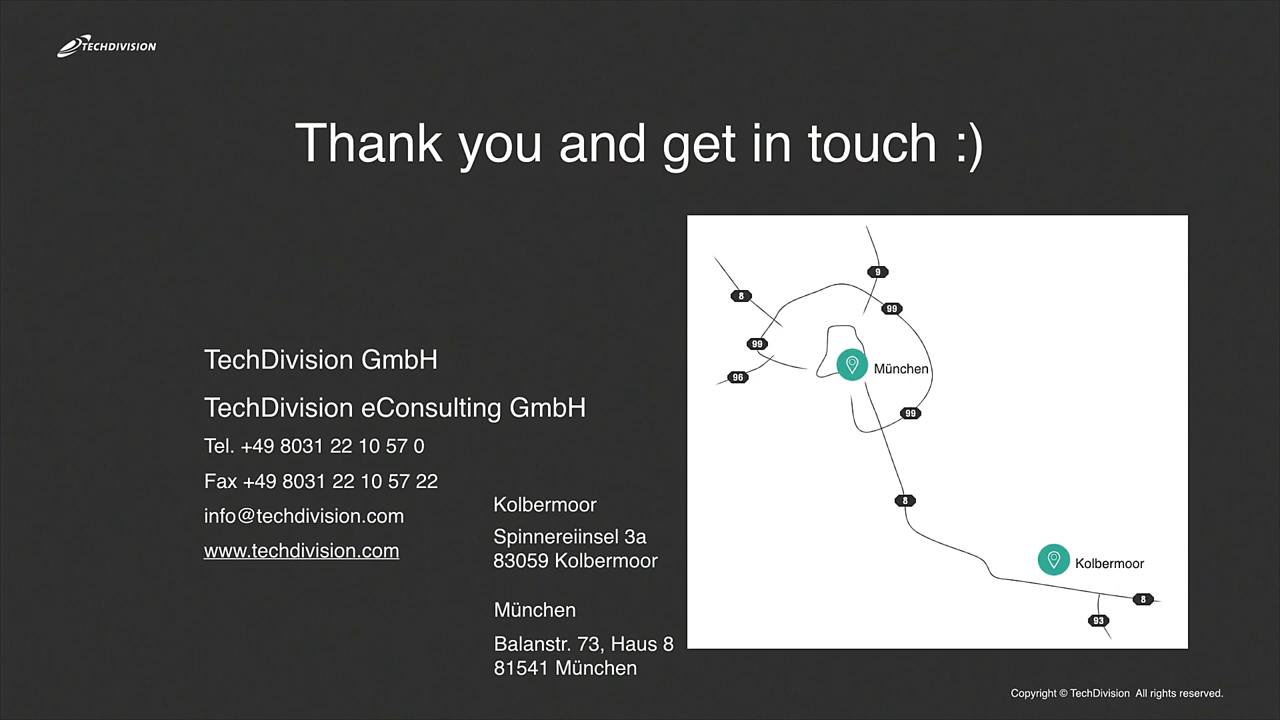 TECHDIVISION
Thank you and get in touch :)
TechDivision GmbH
TechDivision eConsulting GmbH
Tel. +49 8031 22 10 57 0
Fax +49 8031 22 10 57 22
info@techdivision.com
www.techdivision.com
Kolbermoor
Spinnereiinsel 3a
83059 Kolbermoor
München
Balanstr. 73, Haus 8
81541 München
9
8
99
99
München
96
99
8
Kolbermoor
8
93
Copyright © TechDivision All rights reserved.